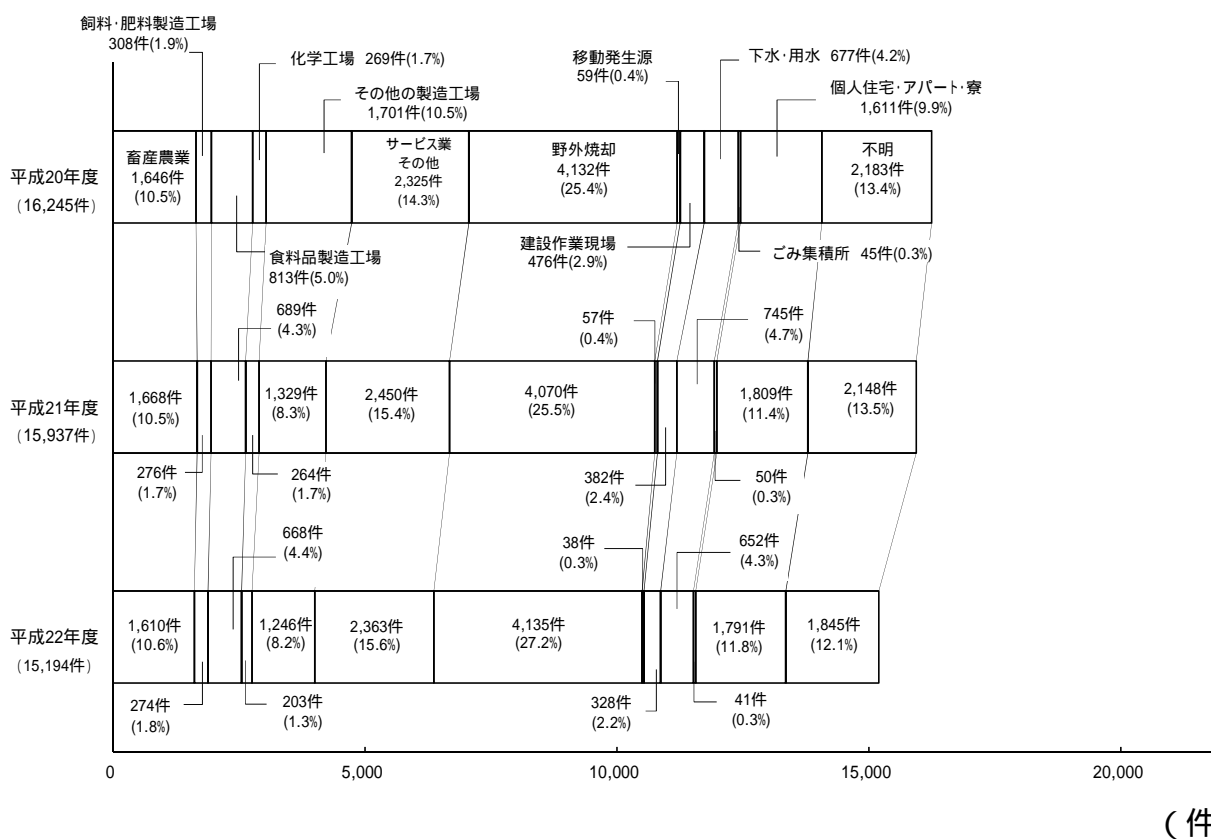 飼料・肥料製造工場
308件(1.9%)
化学工場 269件(1.7%)
その他の製造工場
1,701件(10.5%)
移動発生源
59件(0.4%)
下水・用水 677件(4.2%)
個人住宅・アパート・寮
1,611件(9.9%)
平成20年度
(16,245件)
畜産農業
1,646件
(10.5%)
サービス業
その他
2,325件
(14.3%)
野外焼却
4,132件
(25.4%)
不明
2,183件
(13.4%)
食料品製造工場
813件(5.0%)
建設作業現場
476件(2.9%)
ごみ集積所 45件(0.3%)
689件
(4.3%)
57件
(0.4%)
745件
(4.7%)
平成21年度
(15,937件)
1,668件
(10.5%)
1,329件
(8.3%)
2,450件
(15.4%)
4,070件
(25.5%)
1,809件
(11.4%)
2,148件
(13.5%)
276件
(1.7%)
264件
(1.7%)
382件
(2.4%)
50件
(0.3%)
668件
(4.4%)
38件
(0.3%)
652件
(4.3%)
平成22年度
(15,194件)
1,610件
(10.6%)
1,246件
(8.2%)
2,363件
(15.6%)
4,135件
(27.2%)
1,791件
(11.8%)
1,845件
(12.1%)
274件
(1.8%)
203件
(1.3%)
328件
(2.2%)
41件
(0.3%)
0 5,000 10,000 15,000 20,000
(件